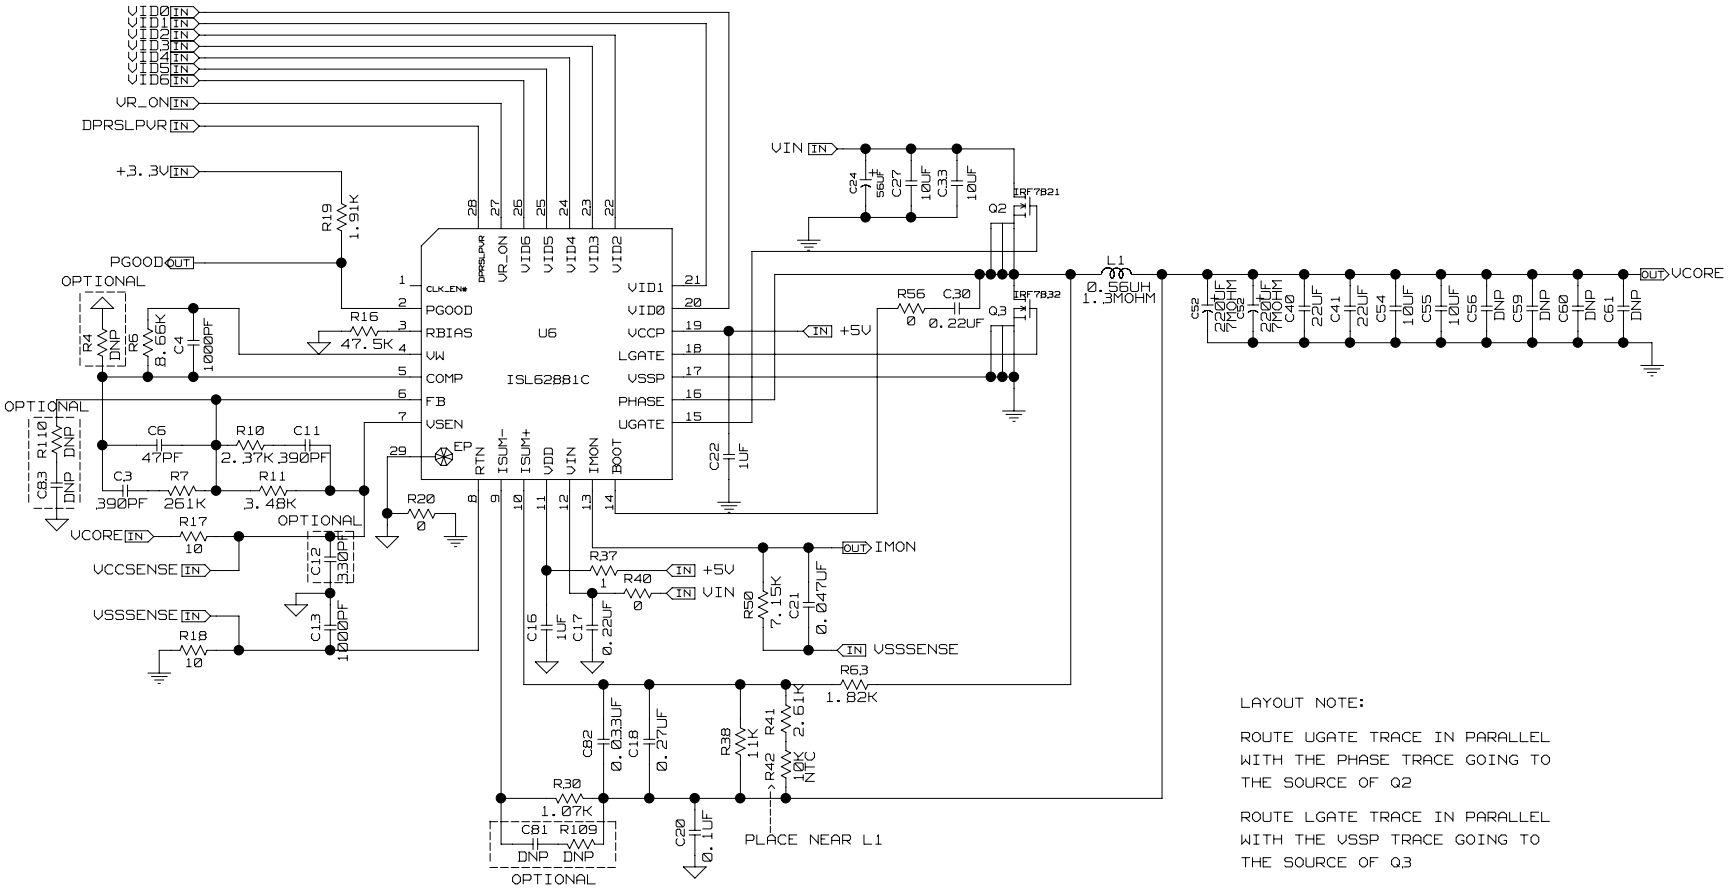 VID0 IN
VID1 IN
VID2 IN
VID3 IN
VID4 IN
VID5 IN
VID6 IN
VR_ON IN
DPRSLPVR IN
+3.3V IN
R19
1.91K
PGOOD OUT
OPTIONAL
R4
DNP
R6
8.66K
C4
1000PF
R16
47.5K
OPTIONAL
R110
DNP
C83
DNP
C6
47PF
R10
2.37K
C11
390PF
C3
390PF
R7
261K
R11
3.48K
R17
10
VCORE IN
VCCSENSE IN
OPTIONAL
C12
330PF
C13
1000PF
VSSSENSE IN
R18
10
R20
0
28
27
26
25
24
23
22
DPRSLPVR
VR_ON
VID6
VID5
VID4
VID3
VID2
1
CLK_EN#
2
PGOOD
3
RBIAS
4
VW
5
COMP
6
FB
7
VSEN
29
EP
U6
ISL62881C
VID1
21
VID0
20
VCCP
19
LGATE
18
VSSP
17
PHASE
16
UGATE
15
RTN
ISUM-
ISUM+
VDD
VIN
IMON
BOOT
8
9
10
11
12
13
14
VIN IN
C24
56UF
C27
10UF
C33
10UF
IRF7821
Q2
IRF7832
Q3
R56
0
C30
0.22UF
IN +5V
C22
1UF
L1
0.56UH
1.3MOHM
OUT VCORE
C52
220UF
7MOHM
C52
220UF
7MOHM
C40
22UF
C41
22UF
C54
10UF
C55
10UF
C56
DNP
C59
DNP
C60
DNP
C61
DNP
OUT IMON
R37
1
IN +5V
R40
0
IN VIN
C16
1UF
C17
0.22UF
R50
7.15K
C21
0.047UF
IN VSSSENSE
R63
1.82K
C82
0.033UF
C18
0.27UF
R38
11K
R41
2.61K
R42
10K
NTC
R30
1.07K
C81
DNP
R109
DNP
OPTIONAL
C20
0.1UF
PLACE NEAR L1
LAYOUT NOTE:
ROUTE UGATE TRACE IN PARALLEL
WITH THE PHASE TRACE GOING TO
THE SOURCE OF Q2
ROUTE LGATE TRACE IN PARALLEL
WITH THE VSSP TRACE GOING TO
THE SOURCE OF Q3